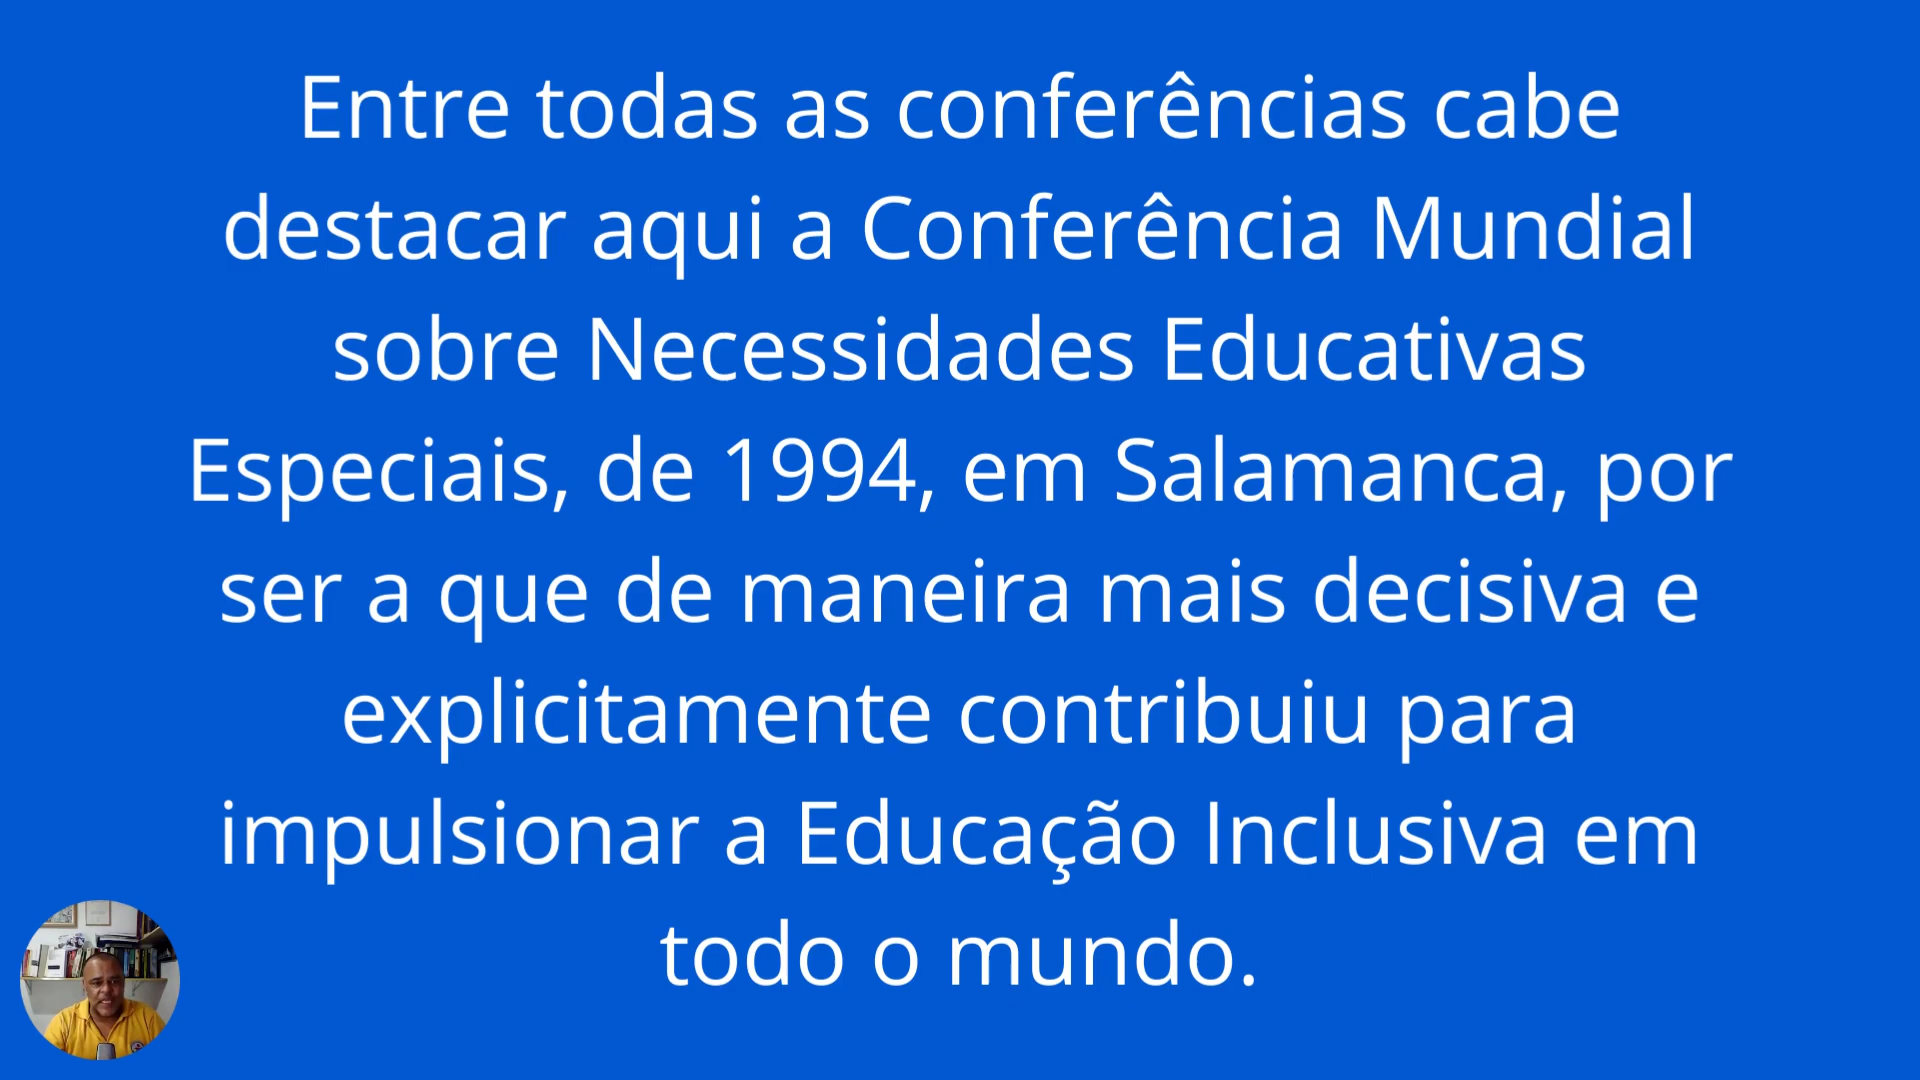 Entre todas as conferências cabe
destacar aqui a Conferência Mundial
sobre Necessidades Educativas
Especiais, de 1994, em Salamanca, por
ser a que de maneira mais decisiva e
explicitamente contribuiu para
impulsionar a Educação Inclusiva em
todo o mundo.